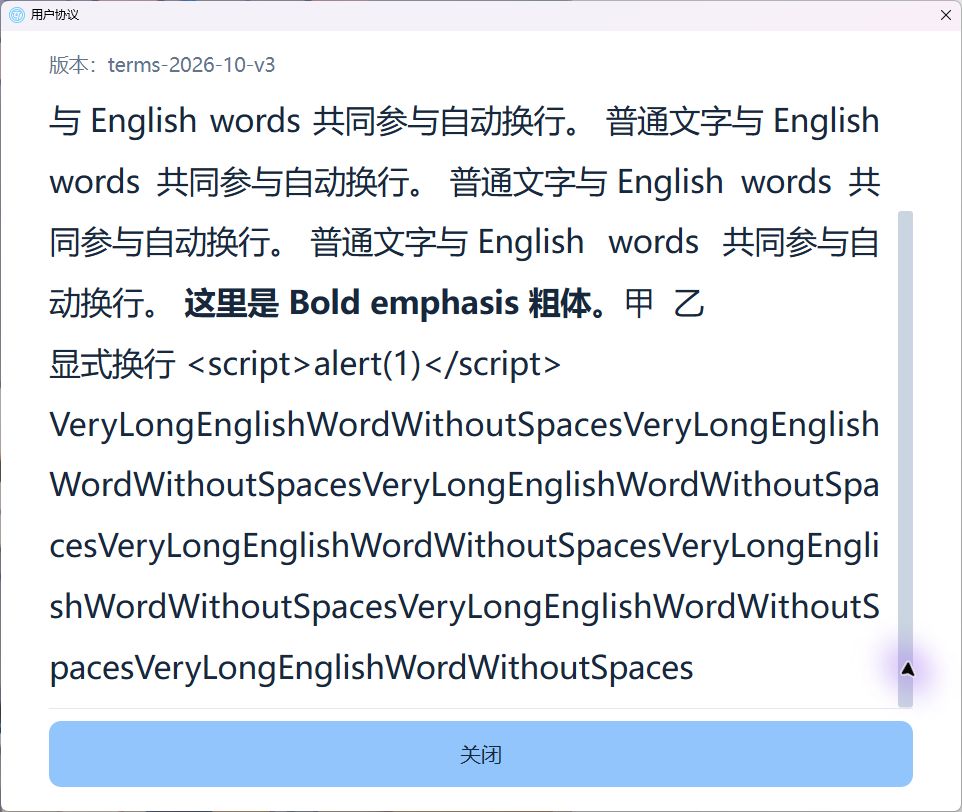 用户协议
版本：terms-2026-10-v3
与 English words 共同参与自动换行。 普通文字与 English
words 共同参与自动换行。 普通文字与 English words 共
同参与自动换行。 普通文字与 English words 共同参与自
动换行。 这里是 Bold emphasis 粗体。甲 乙
显式换行 <script>alert(1)</script>
VeryLongEnglishWordWithoutSpacesVeryLongEnglish
WordWithoutSpacesVeryLongEnglishWordWithoutSpa
cesVeryLongEnglishWordWithoutSpacesVeryLongEngli
shWordWithoutSpacesVeryLongEnglishWordWithoutS
pacesVeryLongEnglishWordWithoutSpaces
关闭